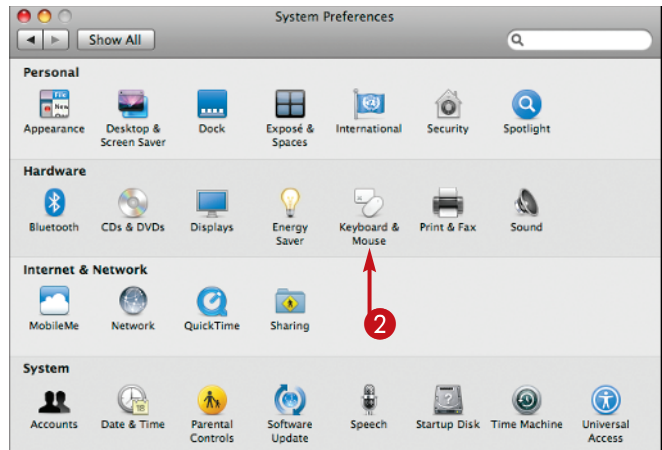 System Preferences
Show All
Personal
Appearance
Desktop &
Screen Saver
Dock
Exposé &
Spaces
International
Security
Spotlight
Hardware
Bluetooth
CDs & DVDs
Displays
Energy
Saver
Keyboard &
Mouse
Print & Fax
Sound
Internet & Network
MobileMe
Network
QuickTime
Sharing
2
System
Accounts
18
Date & Time
Parental
Controls
Software
Update
Speech
?
Startup Disk
Time Machine
Universal
Access